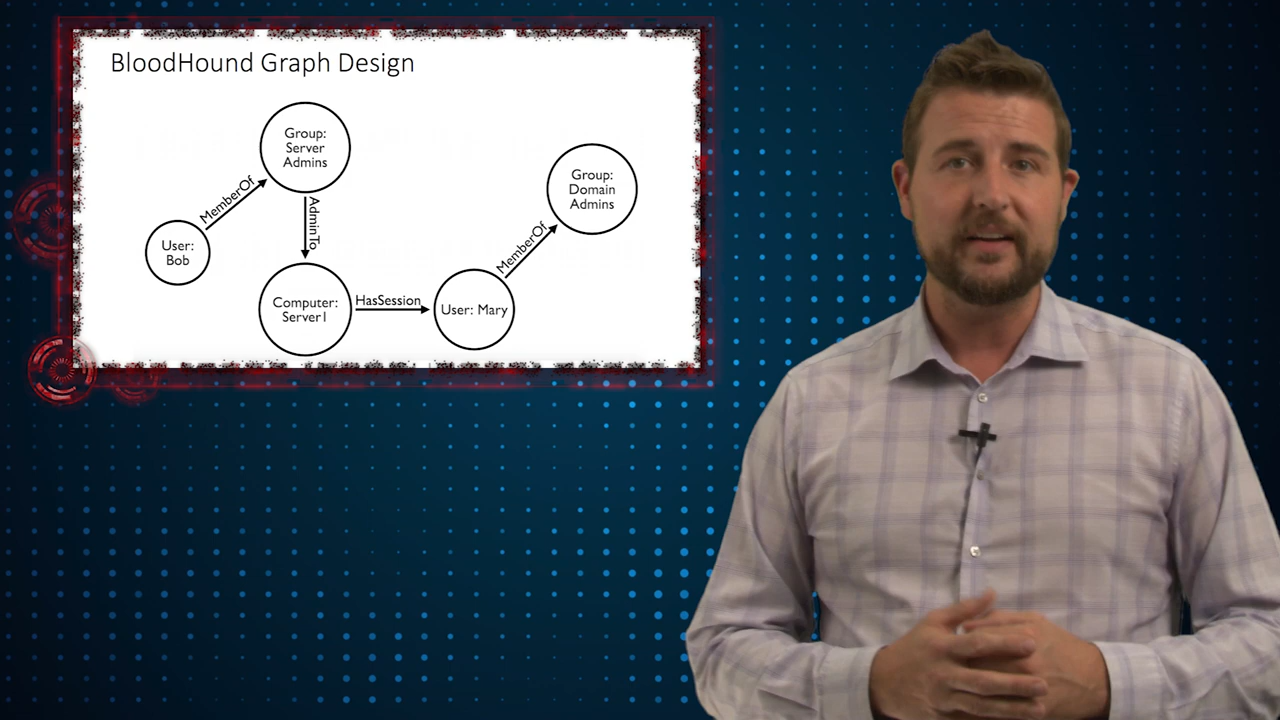 BloodHound Graph Design
Group:
Server
Admins
MemberOf
User:
Bob
AdminTo
Computer:
Server1
HasSession
User: Mary
MemberOf
Group:
Domain
Admins